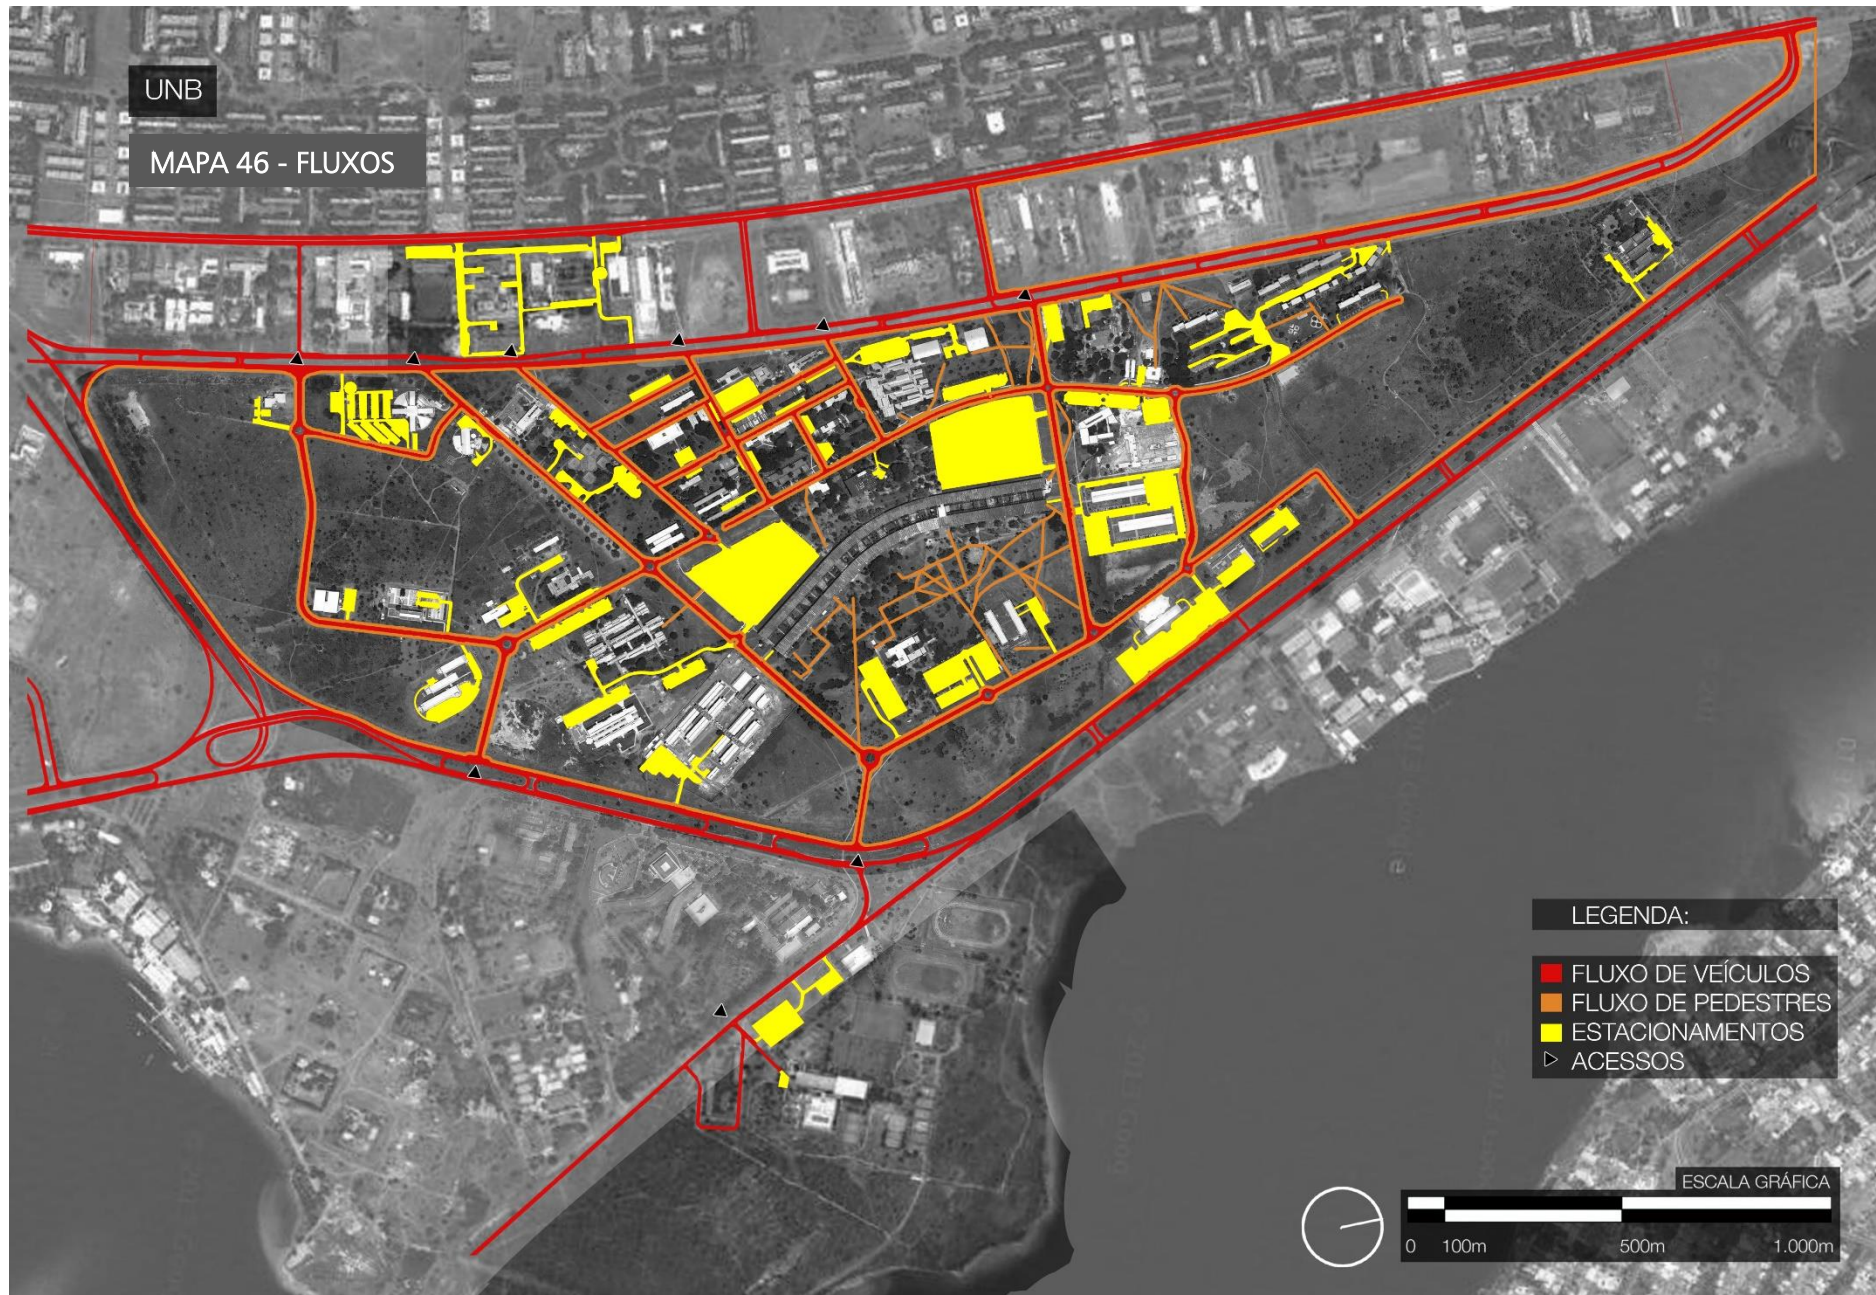 UNB
MAPA 46 - FLUXOS
LEGENDA:
FLUXO DE VEÍCULOS
FLUXO DE PEDESTRES
ESTACIONAMENTOS
ACESSOS
ESCALA GRÁFICA
0 100m 500m 1.000m